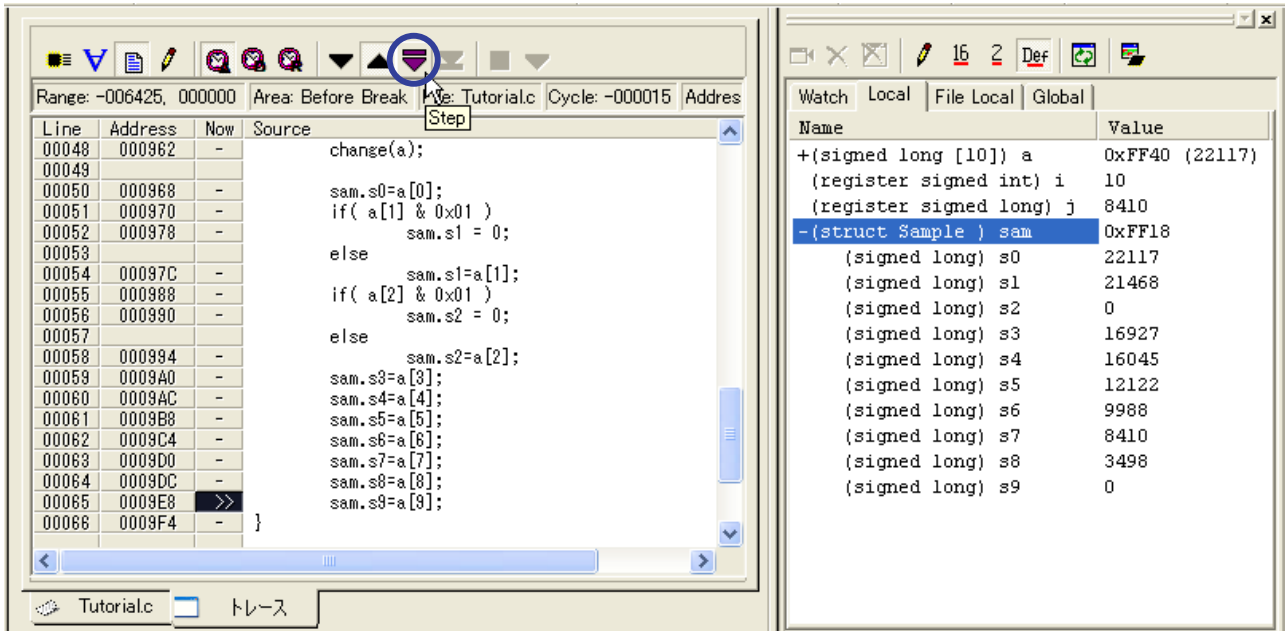 16 2 Def
Range: -006425, 000000 Area: Before Break File: Tutorial.c Cycle: -000015 Addres
Step
Line Address Now Source
00048 000962 - change(a);
00049
00050 000968 - sam.s0=a[0];
00051 000970 - if( a[1] & 0x01 )
00052 000978 - sam.s1 = 0;
00053 else
00054 00097C - sam.s1=a[1];
00055 000988 - if( a[2] & 0x01 )
00056 000990 - sam.s2 = 0;
00057 else
00058 000994 - sam.s2=a[2];
00059 0009A0 - sam.s3=a[3];
00060 0009AC - sam.s4=a[4];
00061 0009B8 - sam.s5=a[5];
00062 0009C4 - sam.s6=a[6];
00063 0009D0 - sam.s7=a[7];
00064 0009DC - sam.s8=a[8];
00065 0009E8 >> sam.s9=a[9];
00066 0009F4 - }
Tutorial.c トレース
Watch Local File Local Global
Name Value
+(signed long [10]) a 0xFF40 (22117)
(register signed int) i 10
(register signed long) j 8410
-(struct Sample ) sam 0xFF18
(signed long) s0 22117
(signed long) s1 21468
(signed long) s2 0
(signed long) s3 16927
(signed long) s4 16045
(signed long) s5 12122
(signed long) s6 9988
(signed long) s7 8410
(signed long) s8 3498
(signed long) s9 0